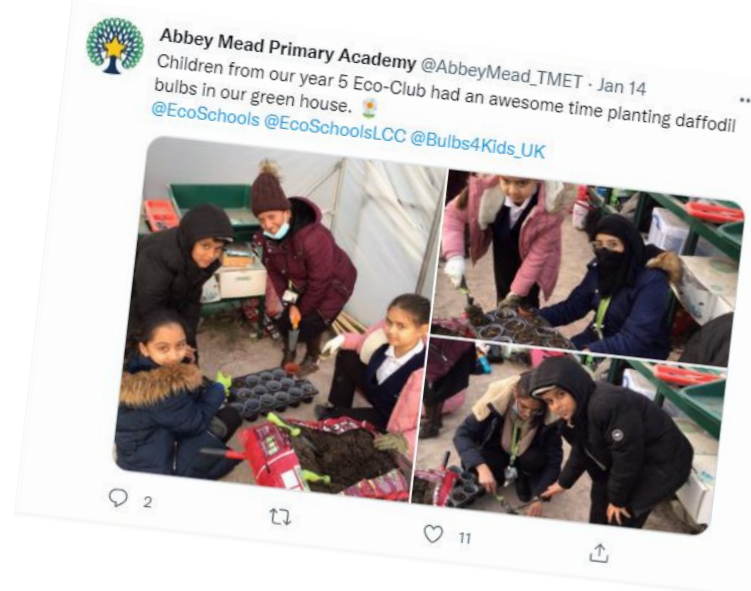 Abbey Mead Primary Academy @AbbeyMead_TMET · Jan 14
Children from our year 5 Eco-Club had an awesome time planting daffodil
bulbs in our green house. 🌼
@EcoSchools @EcoSchoolsLCC @Bulbs4Kids_UK
2
11